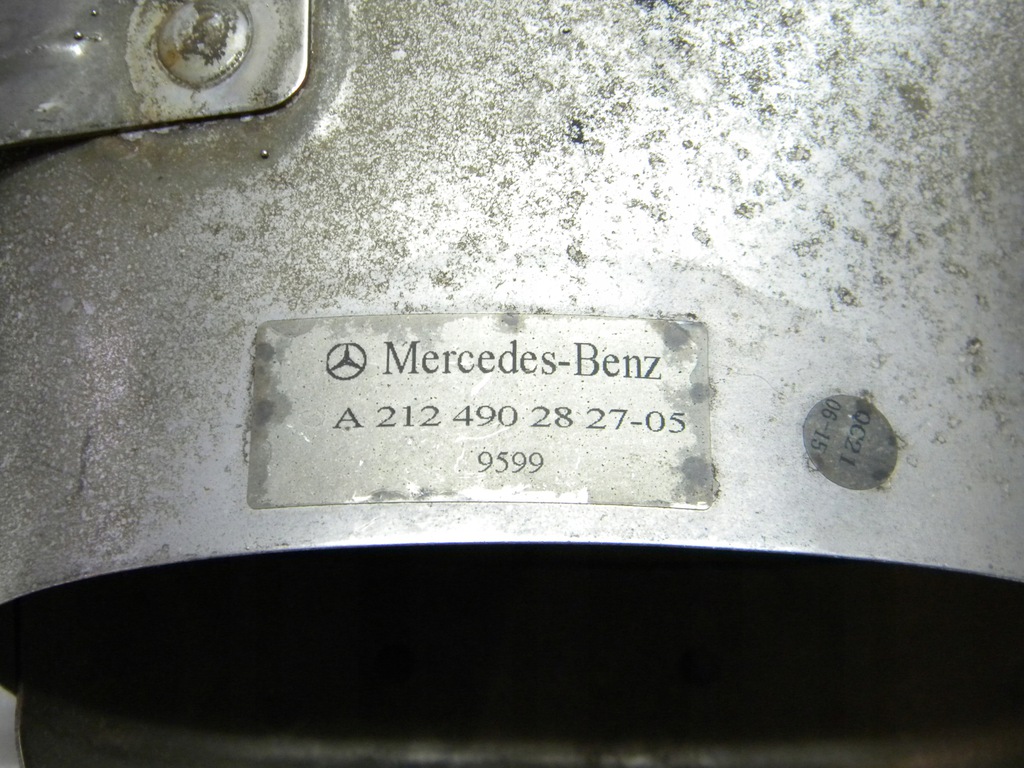 Mercedes-Benz
A 212 490 28 27-05
9599
QC21
06-15